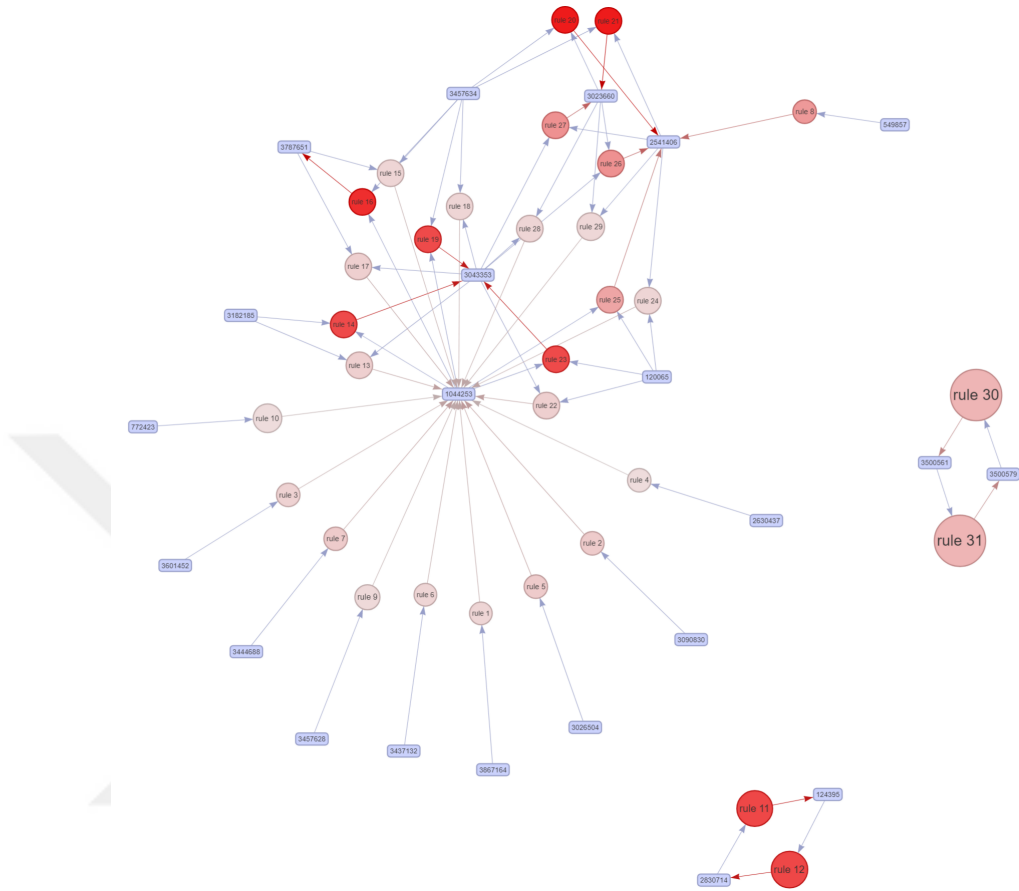 rule 20
rule 21
3457634
3023660
rule 27
rule 8
549857
2541406
3787651
rule 15
rule 26
rule 16
rule 18
rule 28
rule 29
rule 19
rule 17
3043353
rule 25
rule 24
3182185
rule 14
rule 13
rule 23
120065
1044253
rule 22
rule 10
772423
rule 30
3500561
3500579
rule 31
rule 3
rule 4
2630437
3601452
rule 7
rule 2
rule 9
rule 6
rule 5
rule 1
3444688
3090830
3457628
3437132
3026504
3867164
rule 11
124395
2830714
rule 12